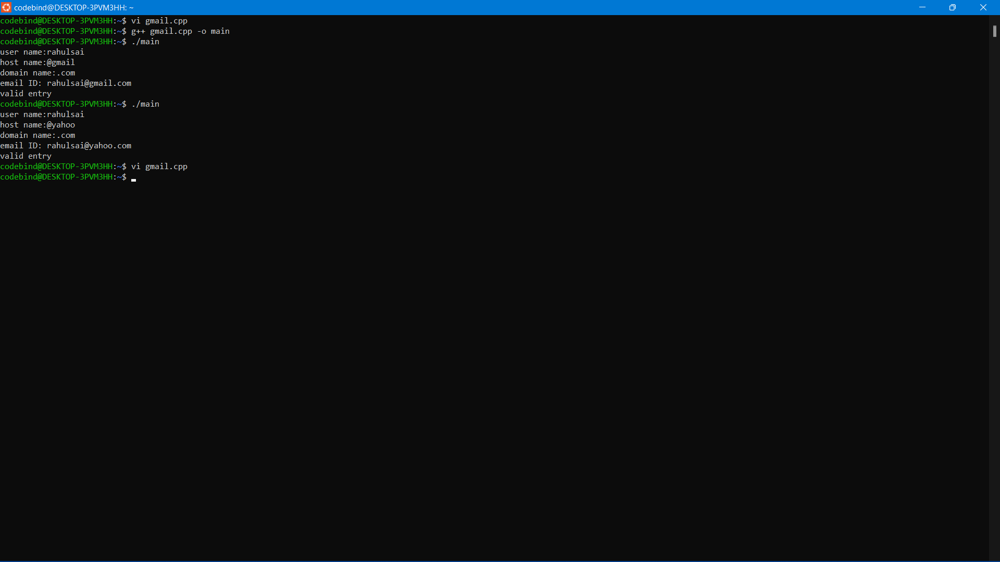 codebind@DESKTOP-3PVM3HH: ~
codebind@DESKTOP-3PVM3HH:~$ vi gmail.cpp
codebind@DESKTOP-3PVM3HH:~$ g++ gmail.cpp -o main
codebind@DESKTOP-3PVM3HH:~$ ./main
user name:rahulsai
host name:@gmail
domain name:.com
email ID: rahulsai@gmail.com
valid entry
codebind@DESKTOP-3PVM3HH:~$ ./main
user name:rahulsai
host name:@yahoo
domain name:.com
email ID: rahulsai@yahoo.com
valid entry
codebind@DESKTOP-3PVM3HH:~$ vi gmail.cpp
codebind@DESKTOP-3PVM3HH:~$